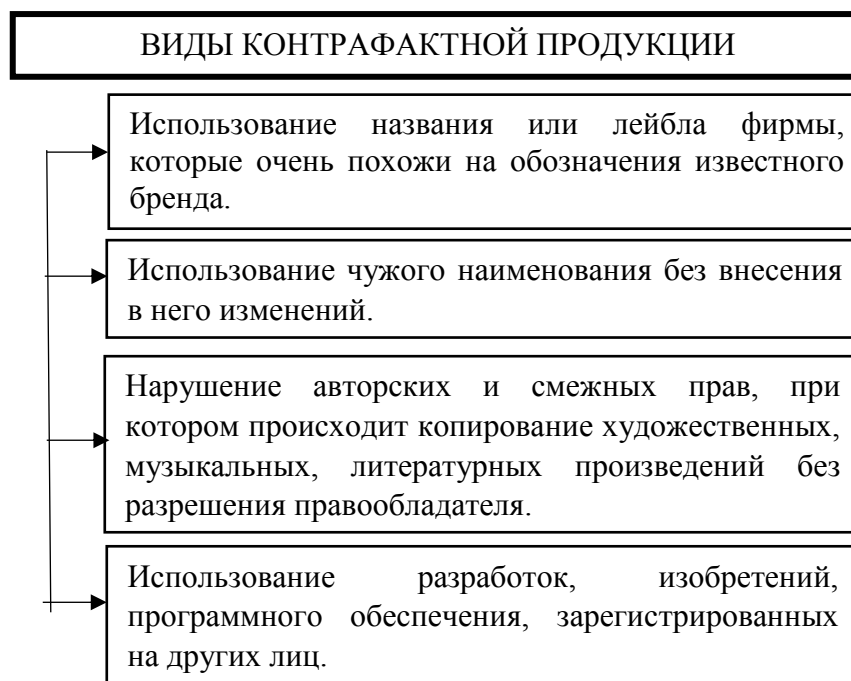 ВИДЫ КОНТРАФАКТНОЙ ПРОДУКЦИИ
Использование названия или лейбла фирмы,
которые очень похожи на обозначения известного
бренда.
Использование чужого наименования без внесения
в него изменений.
Нарушение авторских и смежных прав, при
котором происходит копирование художественных,
музыкальных, литературных произведений без
разрешения правообладателя.
Использование разработок, изобретений,
программного обеспечения, зарегистрированных
на других лиц.